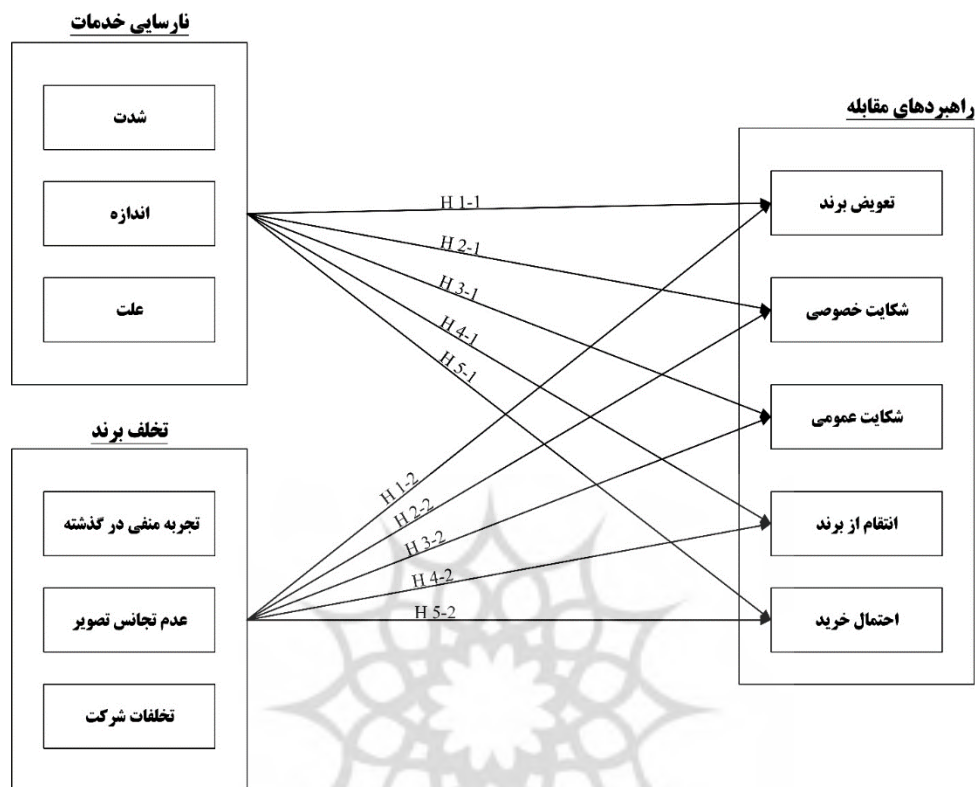 نارسایی خدمات
شدت
اندازه
علت
تخلف برند
تجربه منفی در گذشته
عدم تجانس تصویر
تخلفات شرکت
H 1-1
H 2-1
H 3-1
H 4-1
H 5-1
H 1-2
H 2-2
H 3-2
H 4-2
H 5-2
راهبردهای مقابله
تعویض برند
شکایت خصوصی
شکایت عمومی
انتقام از برند
احتمال خرید